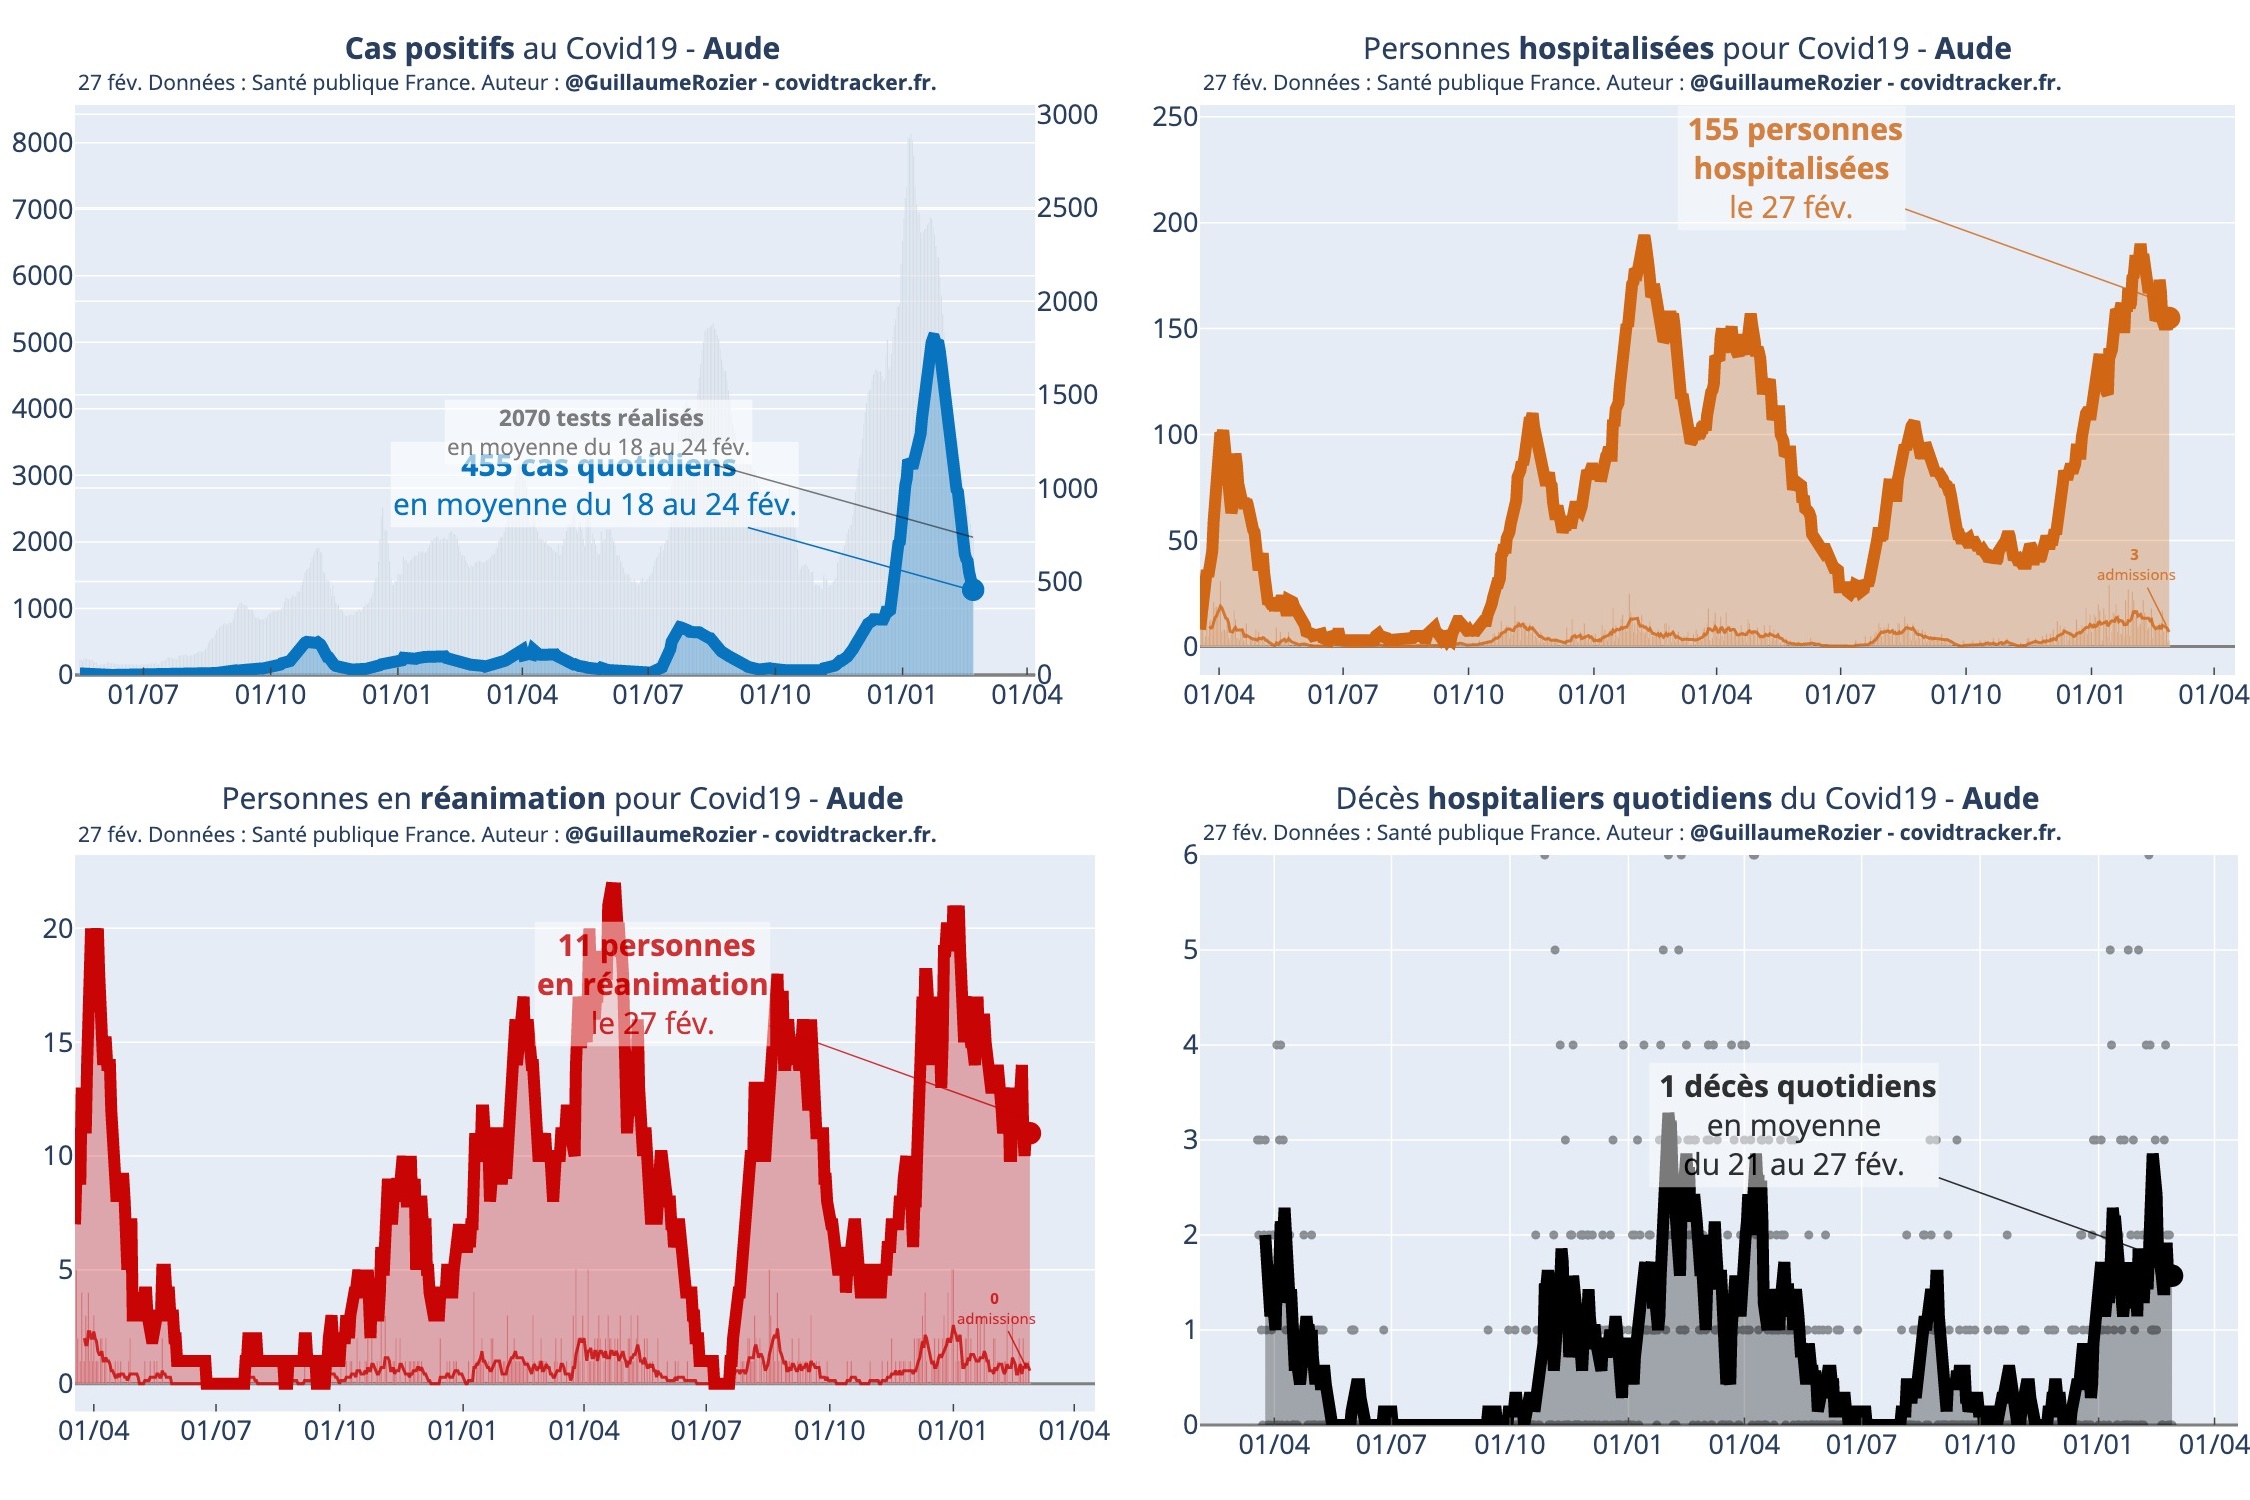 Cas positifs au Covid19 - Aude
27 fév. Données : Santé publique France. Auteur : @GuillaumeRozier - covidtracker.fr.
8000
7000
6000
5000
4000
3000
2000
1000
0
3000
2500
2000
1500
1000
500
0
2070 tests réalisés
en moyenne du 18 au 24 fév.
455 cas quotidiens
en moyenne du 18 au 24 fév.
01/07 01/10 01/01 01/04 01/07 01/10 01/01 01/04
Personnes hospitalisées pour Covid19 - Aude
27 fév. Données : Santé publique France. Auteur : @GuillaumeRozier - covidtracker.fr.
250
200
150
100
50
0
155 personnes
hospitalisées
le 27 fév.
3
admissions
01/04 01/07 01/10 01/01 01/04 01/07 01/10 01/01 01/04
Personnes en réanimation pour Covid19 - Aude
27 fév. Données : Santé publique France. Auteur : @GuillaumeRozier - covidtracker.fr.
20
15
10
5
0
11 personnes
en réanimation
le 27 fév.
0
admissions
01/04 01/07 01/10 01/01 01/04 01/07 01/10 01/01 01/04
Décès hospitaliers quotidiens du Covid19 - Aude
27 fév. Données : Santé publique France. Auteur : @GuillaumeRozier - covidtracker.fr.
6
5
4
3
2
1
0
1 décès quotidiens
en moyenne
du 21 au 27 fév.
01/04 01/07 01/10 01/01 01/04 01/07 01/10 01/01 01/04